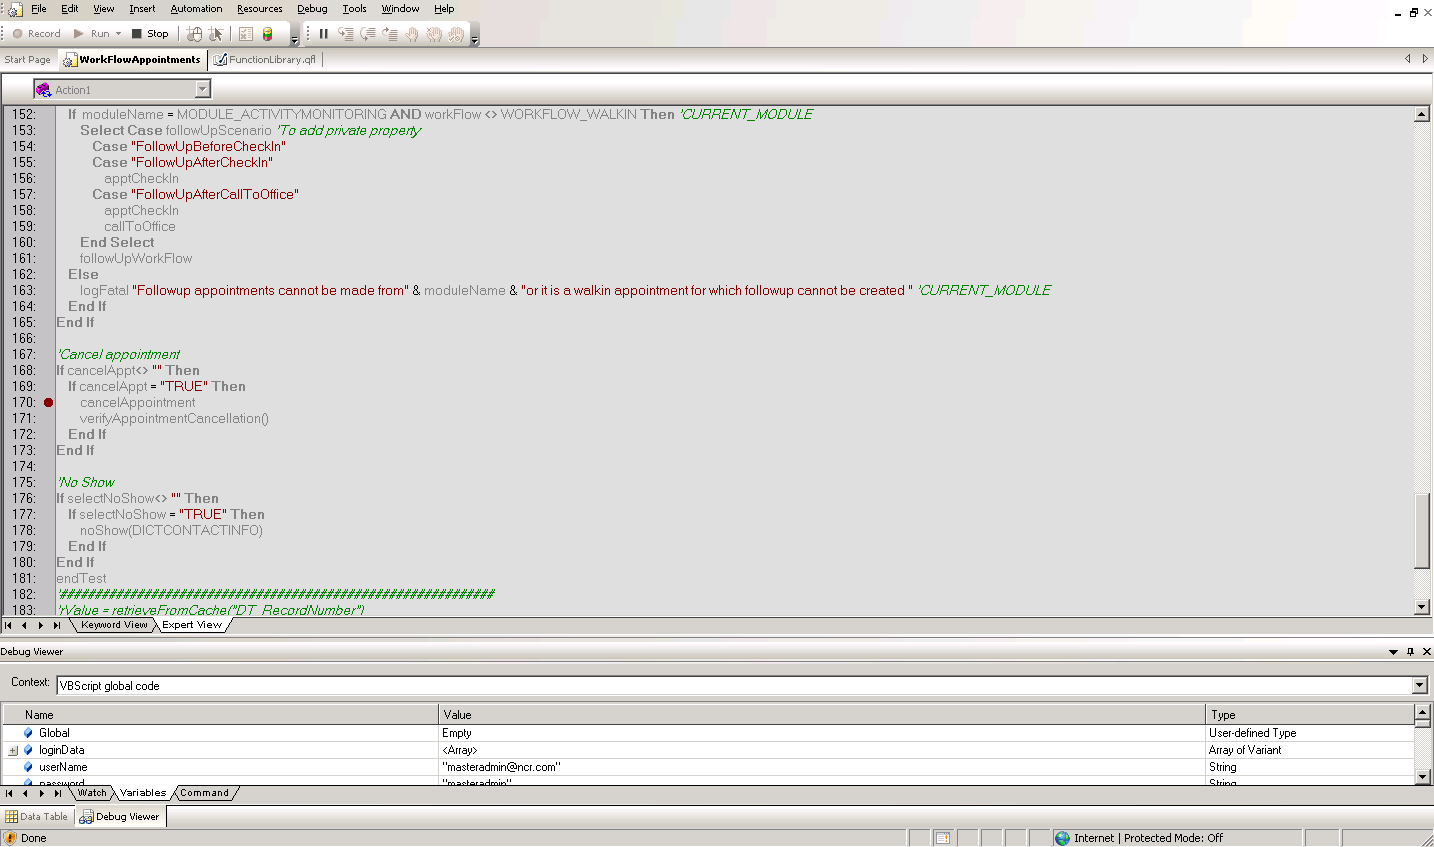 File Edit View Insert Automation Resources Debug Tools Window Help
Record Run Stop
Start Page WorkFlowAppointments FunctionLibrary.qfl
Action1
152: If moduleName = MODULE_ACTIVITYMONITORING AND workFlow <> WORKFLOW_WALKIN Then 'CURRENT_MODULE
153: Select Case followUpScenario 'To add private property
154: Case "FollowUpBeforeCheckIn"
155: Case "FollowUpAfterCheckIn"
156: apptCheckIn
157: Case "FollowUpAfterCallToOffice"
158: apptCheckIn
159: callToOffice
160: End Select
161: followUpWorkFlow
162: Else
163: logFatal "Followup appointments cannot be made from" & moduleName & "or it is a walkin appointment for which followup cannot be created " 'CURRENT_MODULE
164: End If
165: End If
166:
167: 'Cancel appointment
168: If cancelAppt<> "" Then
169: If cancelAppt = "TRUE" Then
170: cancelAppointment
171: verifyAppointmentCancellation()
172: End If
173: End If
174:
175: 'No Show
176: If selectNoShow<> "" Then
177: If selectNoShow = "TRUE" Then
178: noShow(DICTCONTACTINFO)
179: End If
180: End If
181: endTest
182: '##############################################################
183: 'rValue = retrieveFromCache("DT_RecordNumber")
Keyword View Expert View
Debug Viewer
Context: VBScript global code
Name Value Type
Global Empty User-defined Type
loginData <Array> Array of Variant
userName "masteradmin@ncr.com" String
password "masteradmin" String
Watch Variables Command
Data Table Debug Viewer
Done Internet | Protected Mode: Off